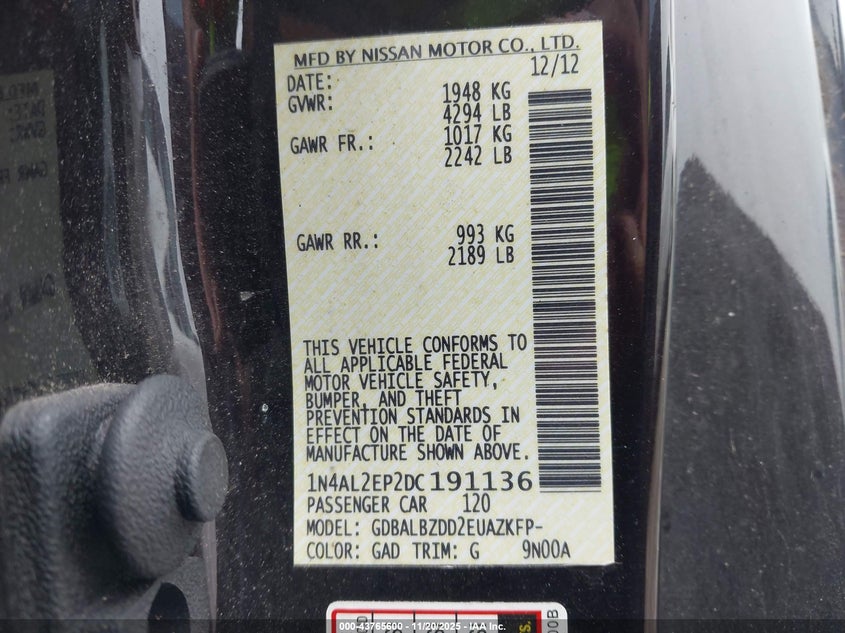 MFD BY NISSAN MOTOR CO., LTD.
DATE: 12/12
GVWR: 1948 KG
4294 LB
GAWR FR.: 1017 KG
2242 LB
GAWR RR.: 993 KG
2189 LB
THIS VEHICLE CONFORMS TO
ALL APPLICABLE FEDERAL
MOTOR VEHICLE SAFETY,
BUMPER, AND THEFT
PREVENTION STANDARDS IN
EFFECT ON THE DATE OF
MANUFACTURE SHOWN ABOVE.
1N4AL2EP2DC191136
PASSENGER CAR 120
MODEL: GDBALBZDD2EUAZKFP-
COLOR: GAD TRIM: G 9N00A
000-43765600 - 11/20/2025 - IAA Inc.